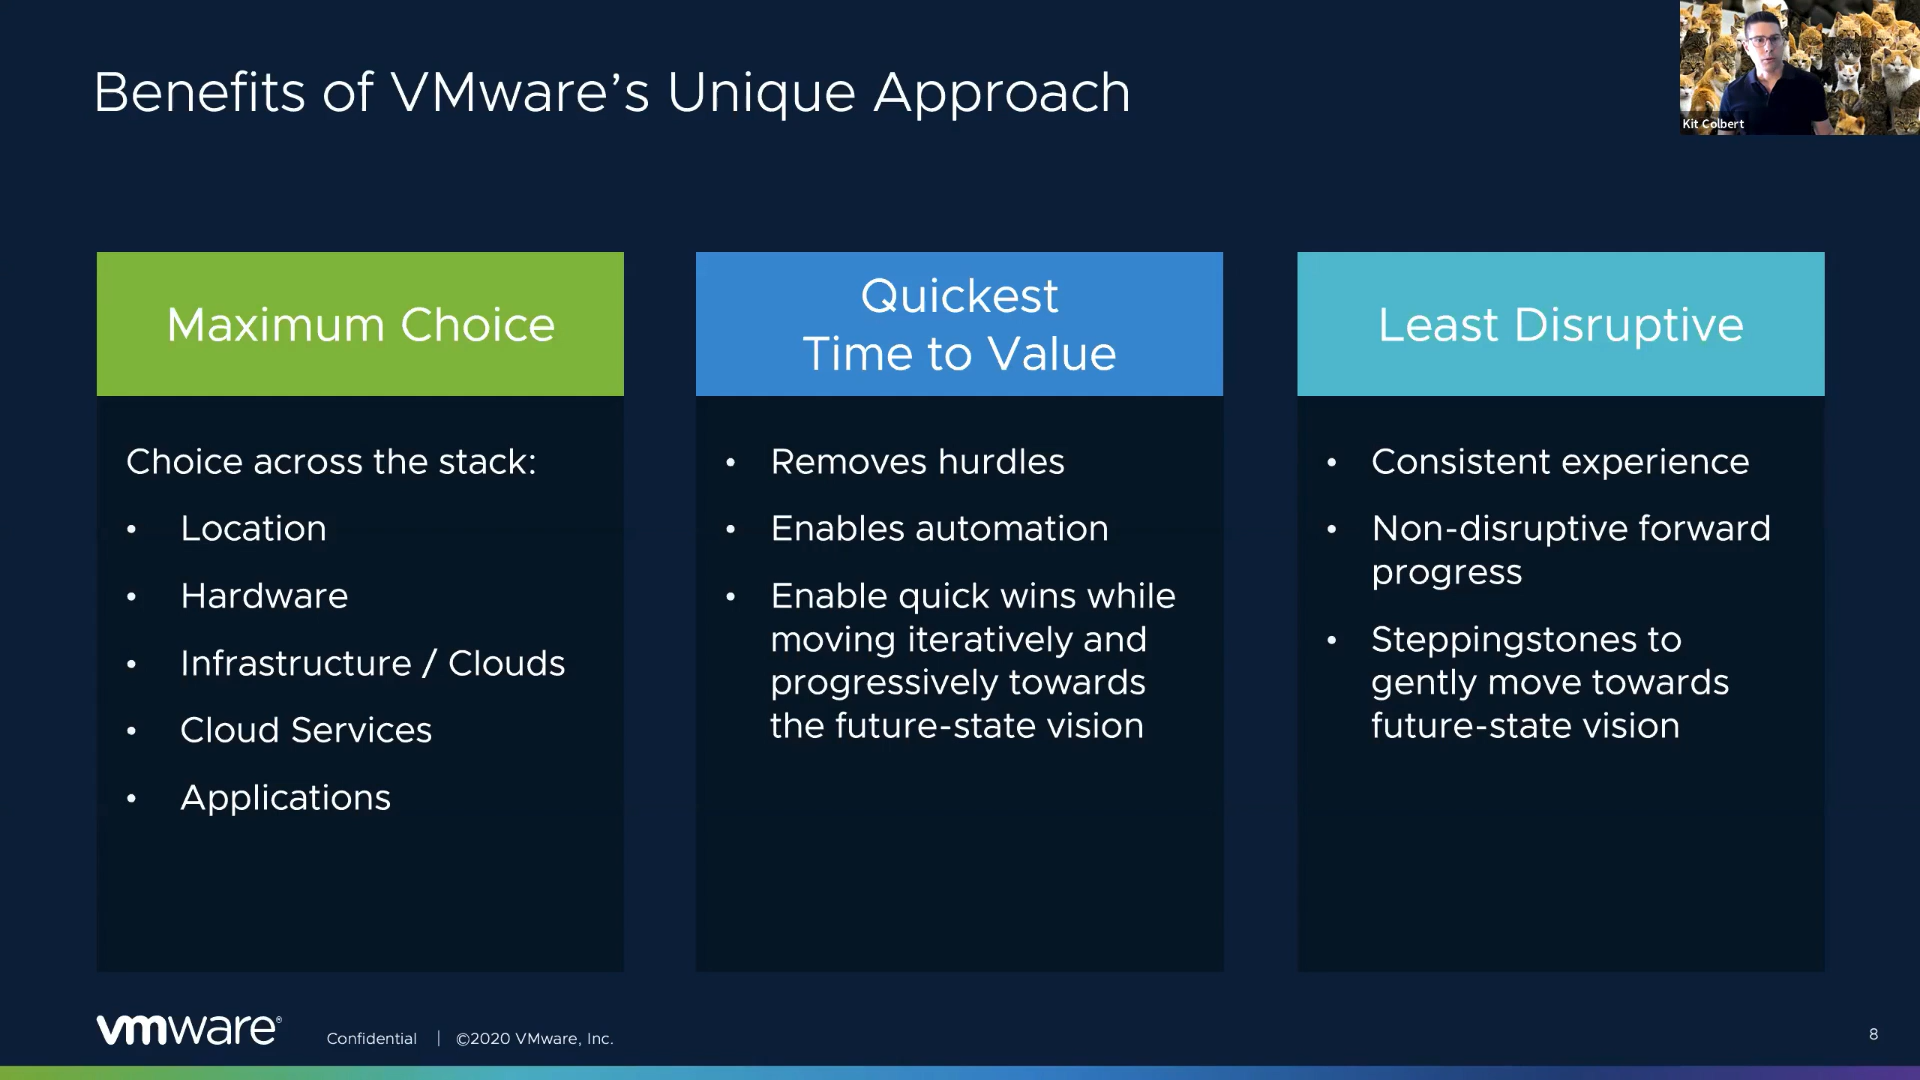 Benefits of VMware’s Unique Approach
Kit Colbert
Maximum Choice
Choice across the stack:
• Location
• Hardware
• Infrastructure / Clouds
• Cloud Services
• Applications
Quickest
Time to Value
• Removes hurdles
• Enables automation
• Enable quick wins while
moving iteratively and
progressively towards
the future-state vision
Least Disruptive
• Consistent experience
• Non-disruptive forward
progress
• Steppingstones to
gently move towards
future-state vision
vmware®
Confidential | ©2020 VMware, Inc.
8